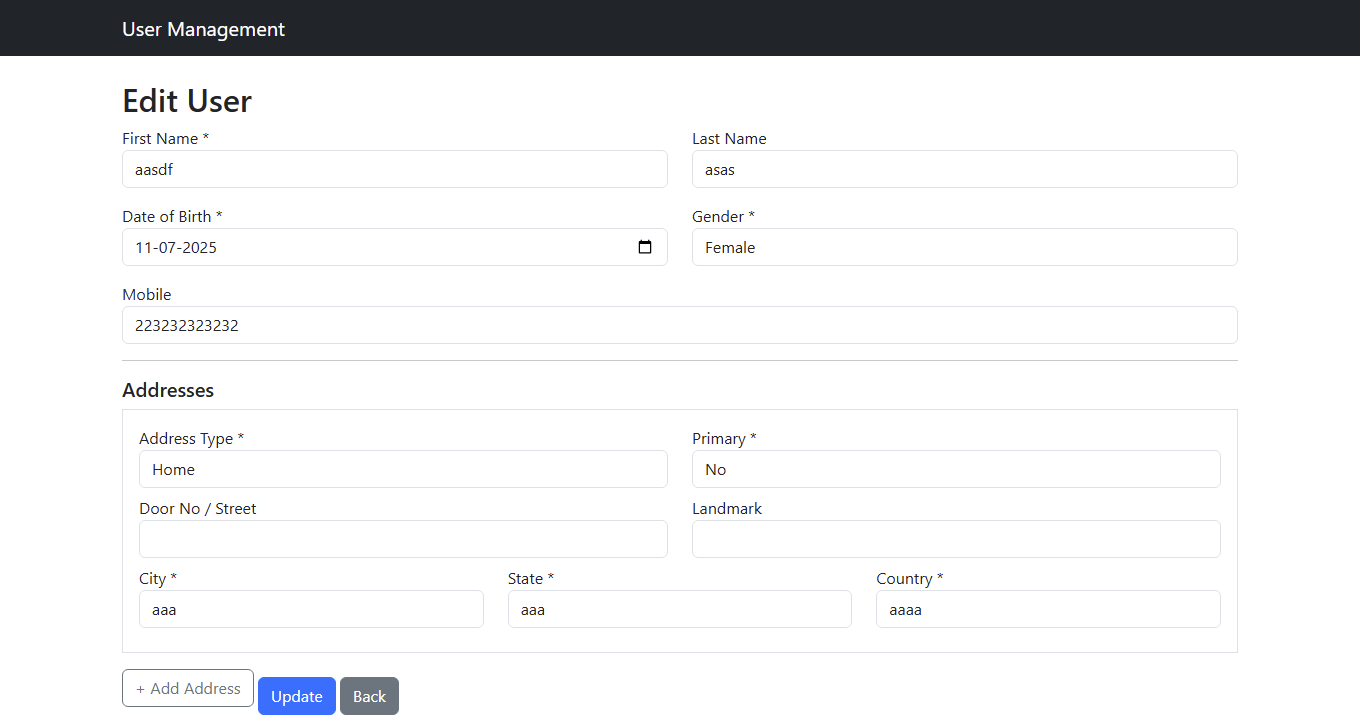 User Management
Edit User
First Name * Last Name
aasdf asas
Date of Birth * Gender *
11-07-2025 Female
Mobile
223232323232
Addresses
Address Type * Primary *
Home No
Door No / Street Landmark
City * State * Country *
aaa aaa aaaa
+ Add Address Update Back